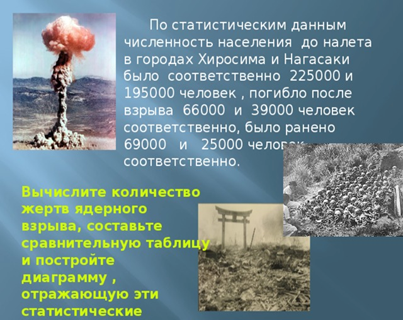 По статистическим данным
численность населения до налета
в городах Хиросима и Нагасаки
было соответственно 225000 и
195000 человек , погибло после
взрыва 66000 и 39000 человек
соответственно, было ранено
69000 и 25000 человек
соответственно.
Вычислите количество
жертв ядерного
взрыва, составьте
сравнительную таблицу
и постройте
диаграмму ,
отражающую эти
статистические